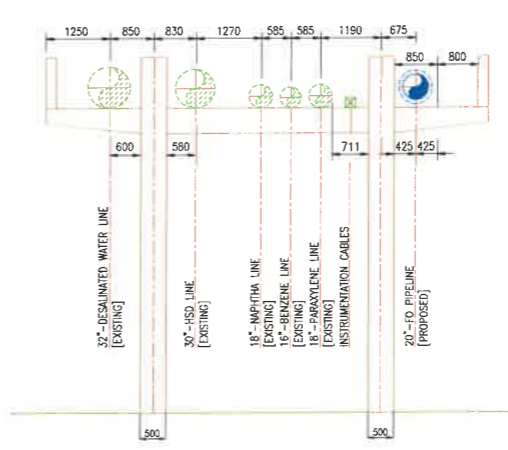 1250 850 830 1270 585 585 1190 675
850 800
600 580 711 425 425
32"-DESALINATED WATER LINE
[EXISTING]
30"-HSD LINE
[EXISTING]
18"-NAPHTHA LINE
[EXISTING]
16"-BENZENE LINE
[EXISTING]
18"-PARAXYLENE LINE
[EXISTING]
INSTRUMENTATION CABLES
20"-FO PIPELINE
[PROPOSED]
500 500